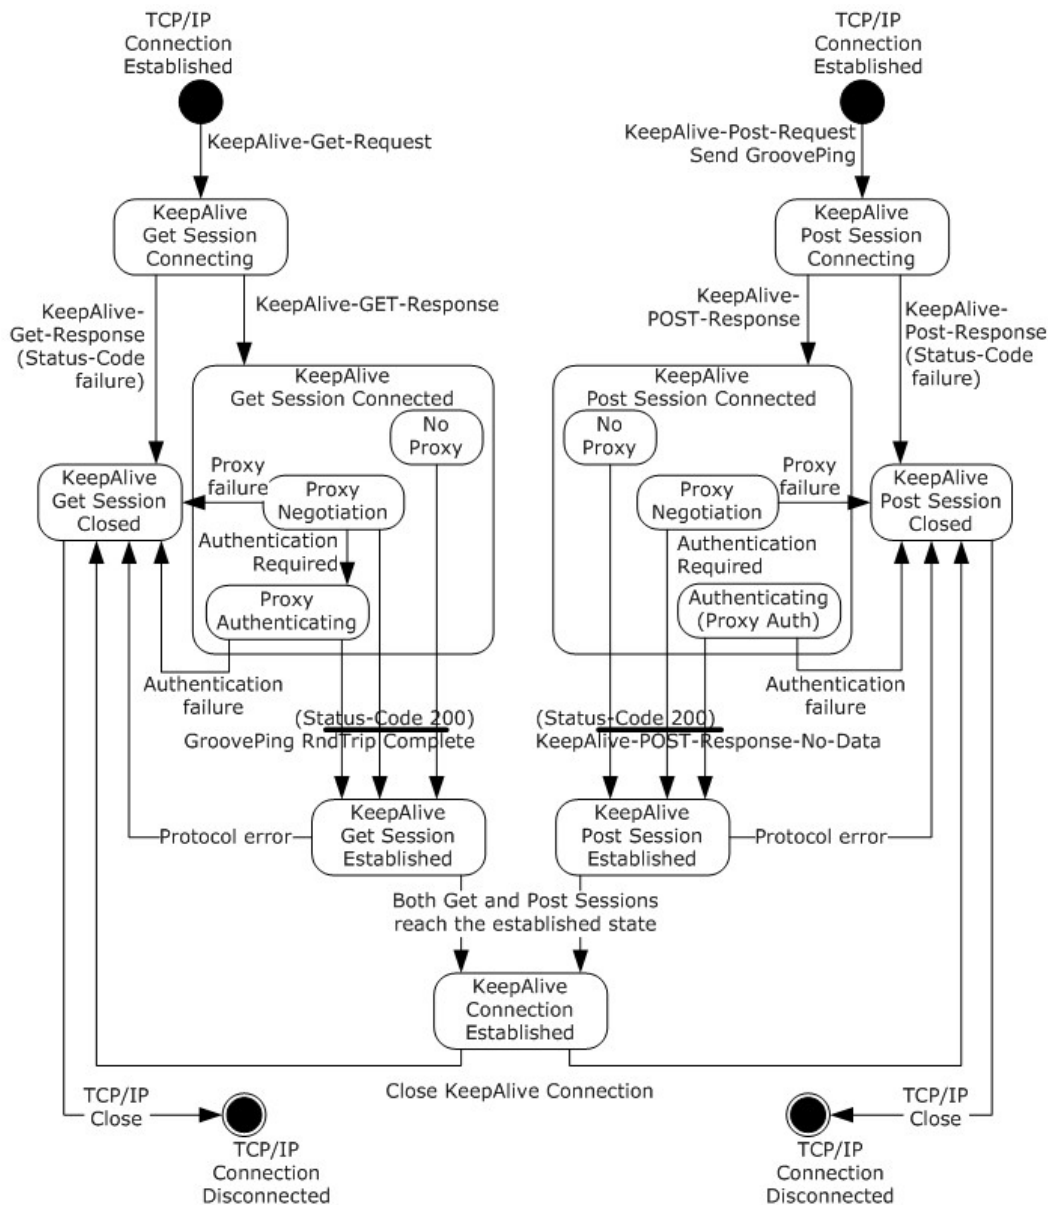 TCP/IP
Connection
Established
TCP/IP
Connection
Established
KeepAlive-Get-Request
KeepAlive-Post-Request
Send GroovePing
KeepAlive
Get Session
Connecting
KeepAlive
Post Session
Connecting
KeepAlive-
Get-Response
(Status-Code
failure)
KeepAlive-GET-Response
KeepAlive-
POST-Response
KeepAlive-
Post-Response
(Status-Code
failure)
KeepAlive
Get Session Connected
No
Proxy
KeepAlive
Post Session Connected
No
Proxy
KeepAlive
Get Session
Closed
Proxy
failure
Proxy
Negotiation
Authentication
Required
Proxy
Authenticating
Authentication
failure
Proxy
Negotiation
Proxy
failure
KeepAlive
Post Session
Closed
Authentication
Required
Authenticating
(Proxy Auth)
Authentication
failure
(Status-Code 200)
GroovePing RndTrip Complete
(Status-Code 200)
KeepAlive-POST-Response-No-Data
Protocol error
KeepAlive
Get Session
Established
KeepAlive
Post Session
Established
Protocol error
Both Get and Post Sessions
reach the established state
KeepAlive
Connection
Established
Close KeepAlive Connection
TCP/IP
Close
TCP/IP
Connection
Disconnected
TCP/IP
Close
TCP/IP
Connection
Disconnected